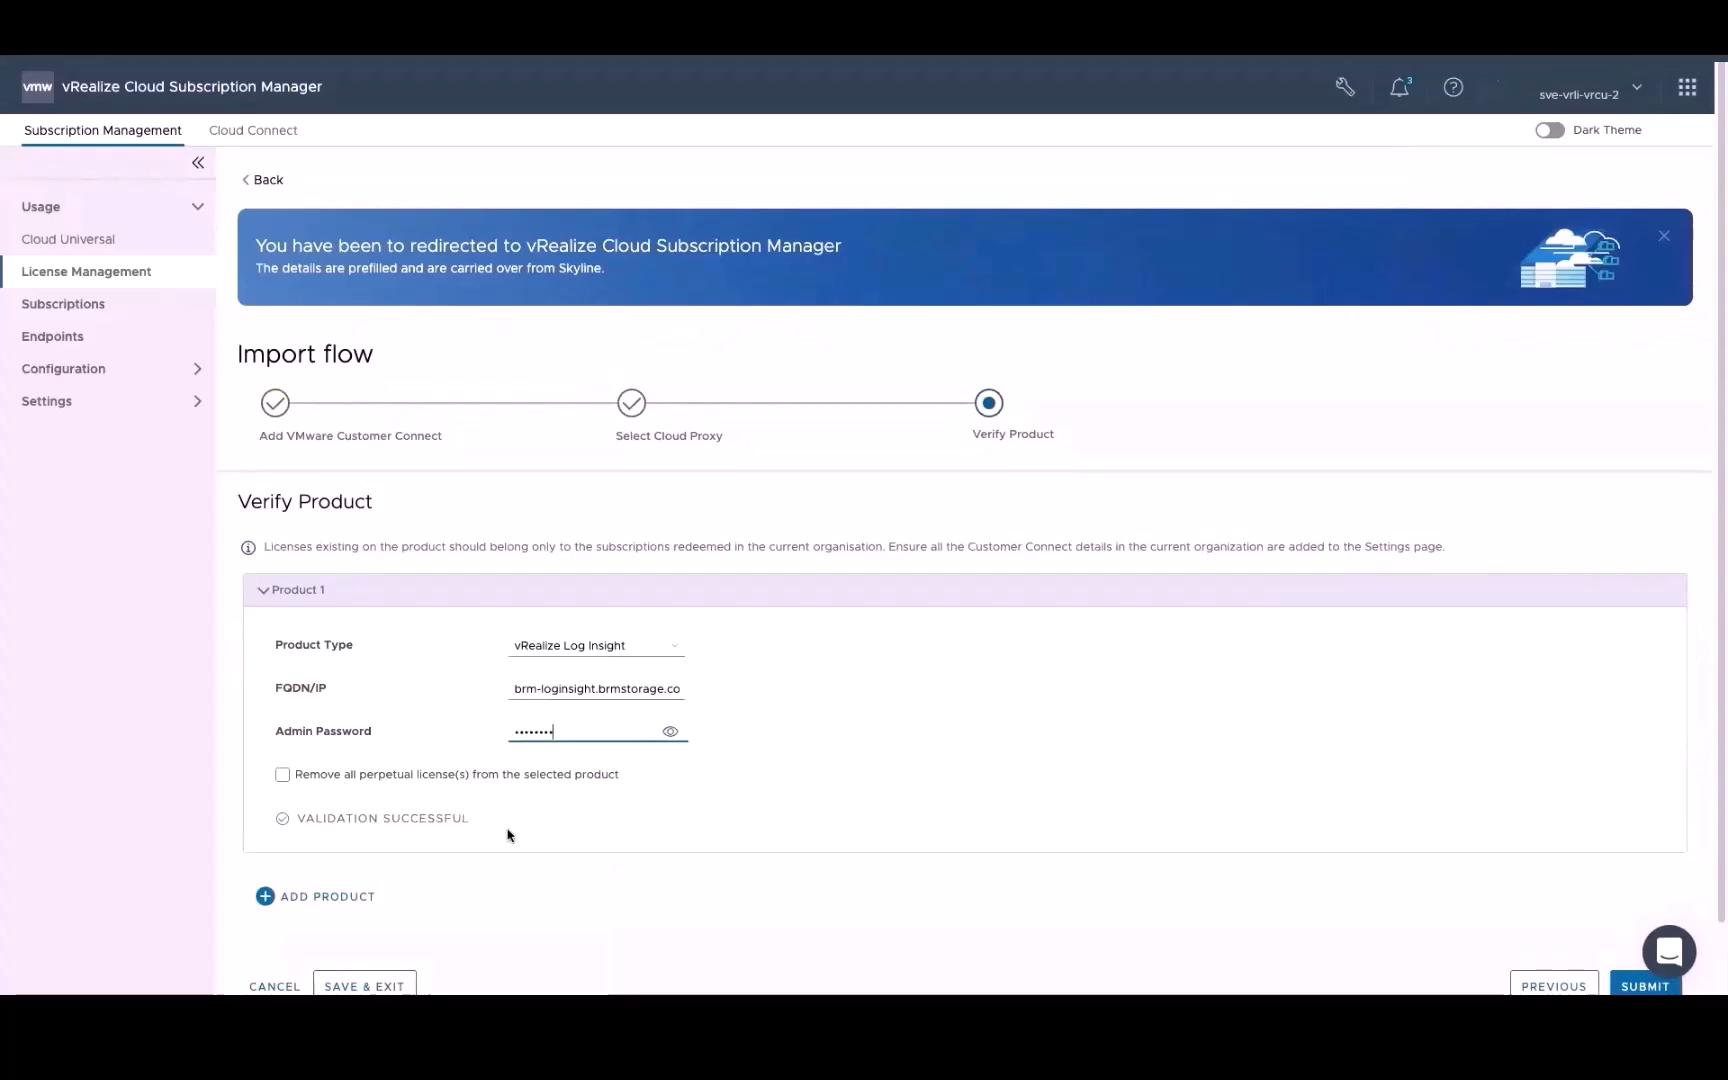 vmw vRealize Cloud Subscription Manager
3
sve-vrli-vrcu-2
Subscription Management Cloud Connect
Dark Theme
Back
Usage
Cloud Universal
License Management
Subscriptions
Endpoints
Configuration
Settings
You have been to redirected to vRealize Cloud Subscription Manager
The details are prefilled and are carried over from Skyline.
Import flow
Add VMware Customer Connect
Select Cloud Proxy
Verify Product
Verify Product
Licenses existing on the product should belong only to the subscriptions redeemed in the current organisation. Ensure all the Customer Connect details in the current organization are added to the Settings page.
Product 1
Product Type
vRealize Log Insight
FQDN/IP
brm-loginsight.brmstorage.co
Admin Password
••••••••
Remove all perpetual license(s) from the selected product
VALIDATION SUCCESSFUL
ADD PRODUCT
CANCEL
SAVE & EXIT
PREVIOUS
SUBMIT